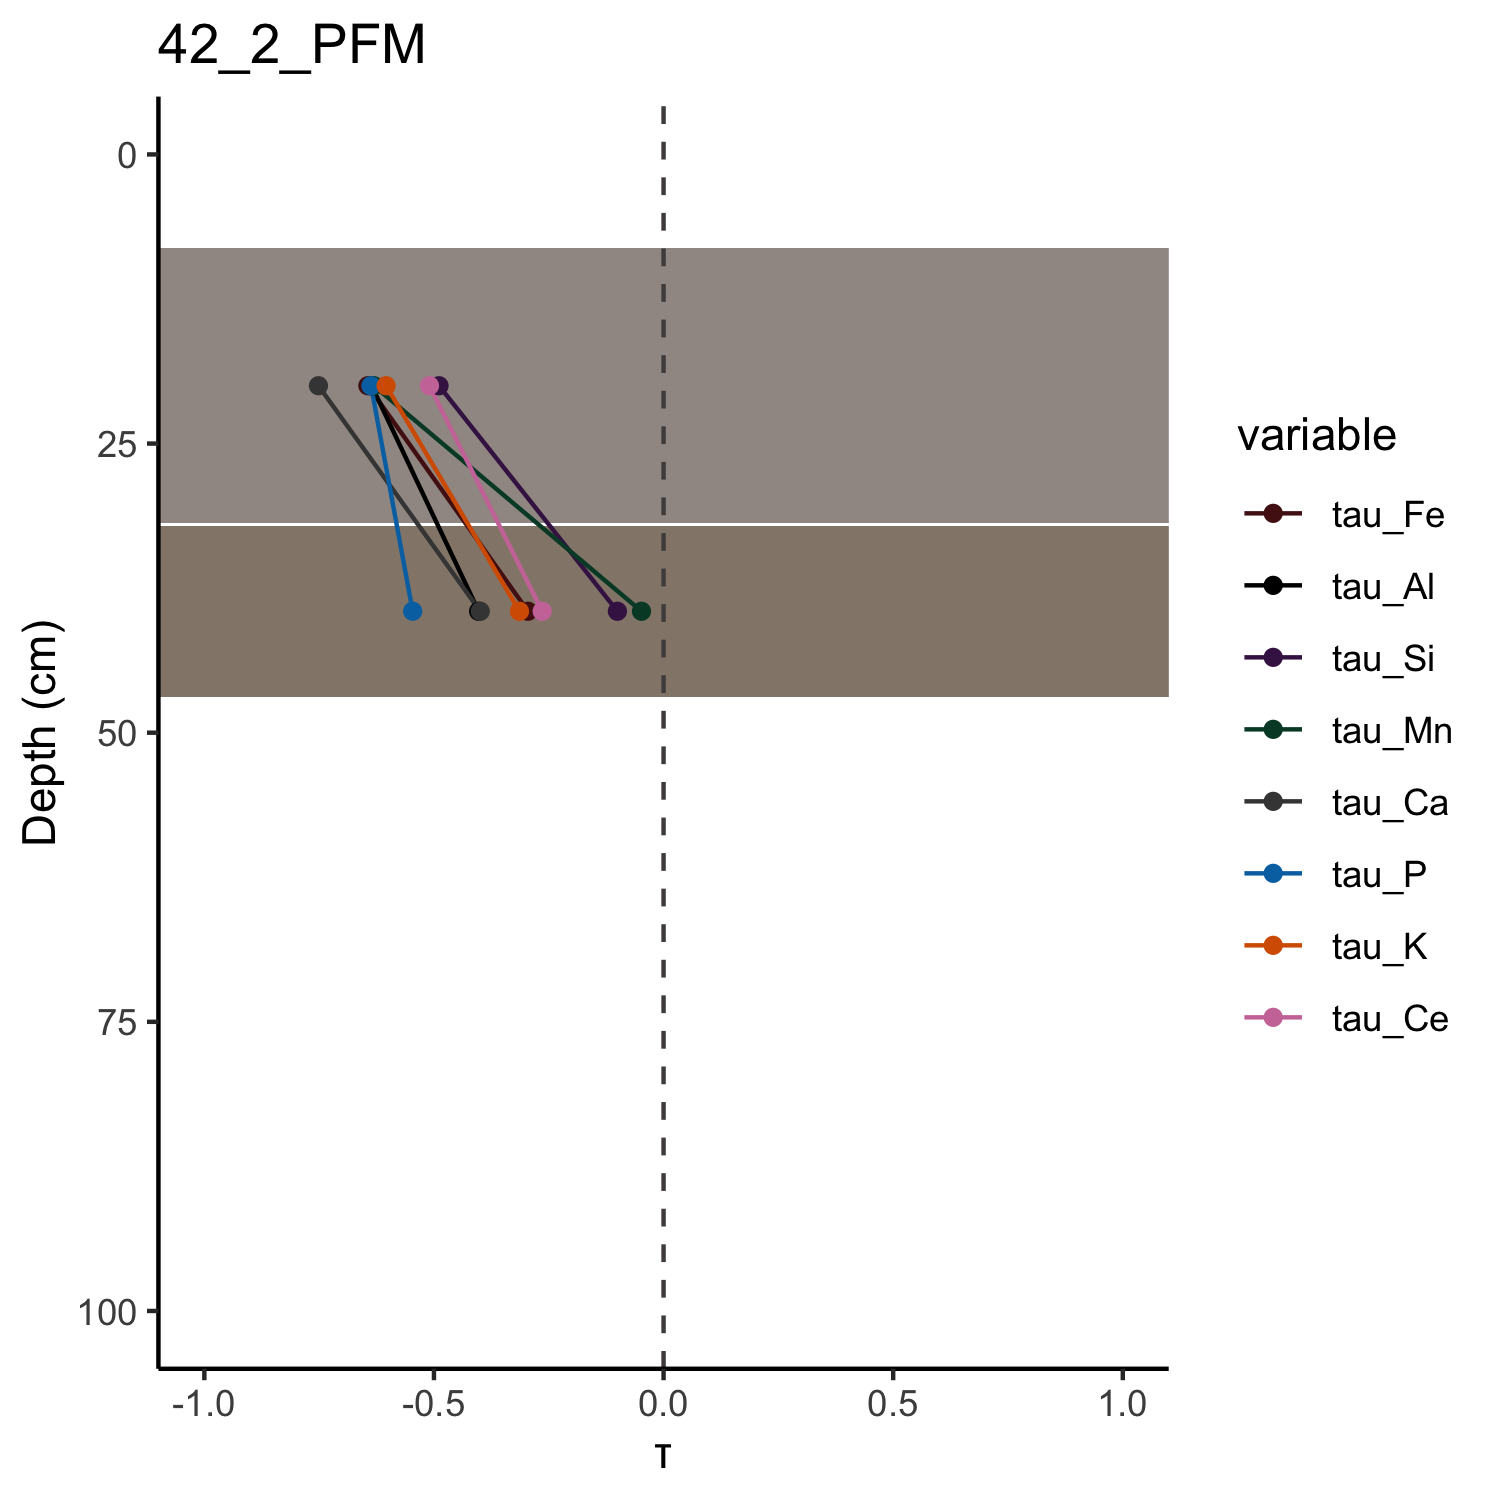 42_2_PFM
0
25
50
75
100
Depth (cm)
-1.0
-0.5
0.0
0.5
1.0
τ
variable
tau_Fe
tau_Al
tau_Si
tau_Mn
tau_Ca
tau_P
tau_K
tau_Ce